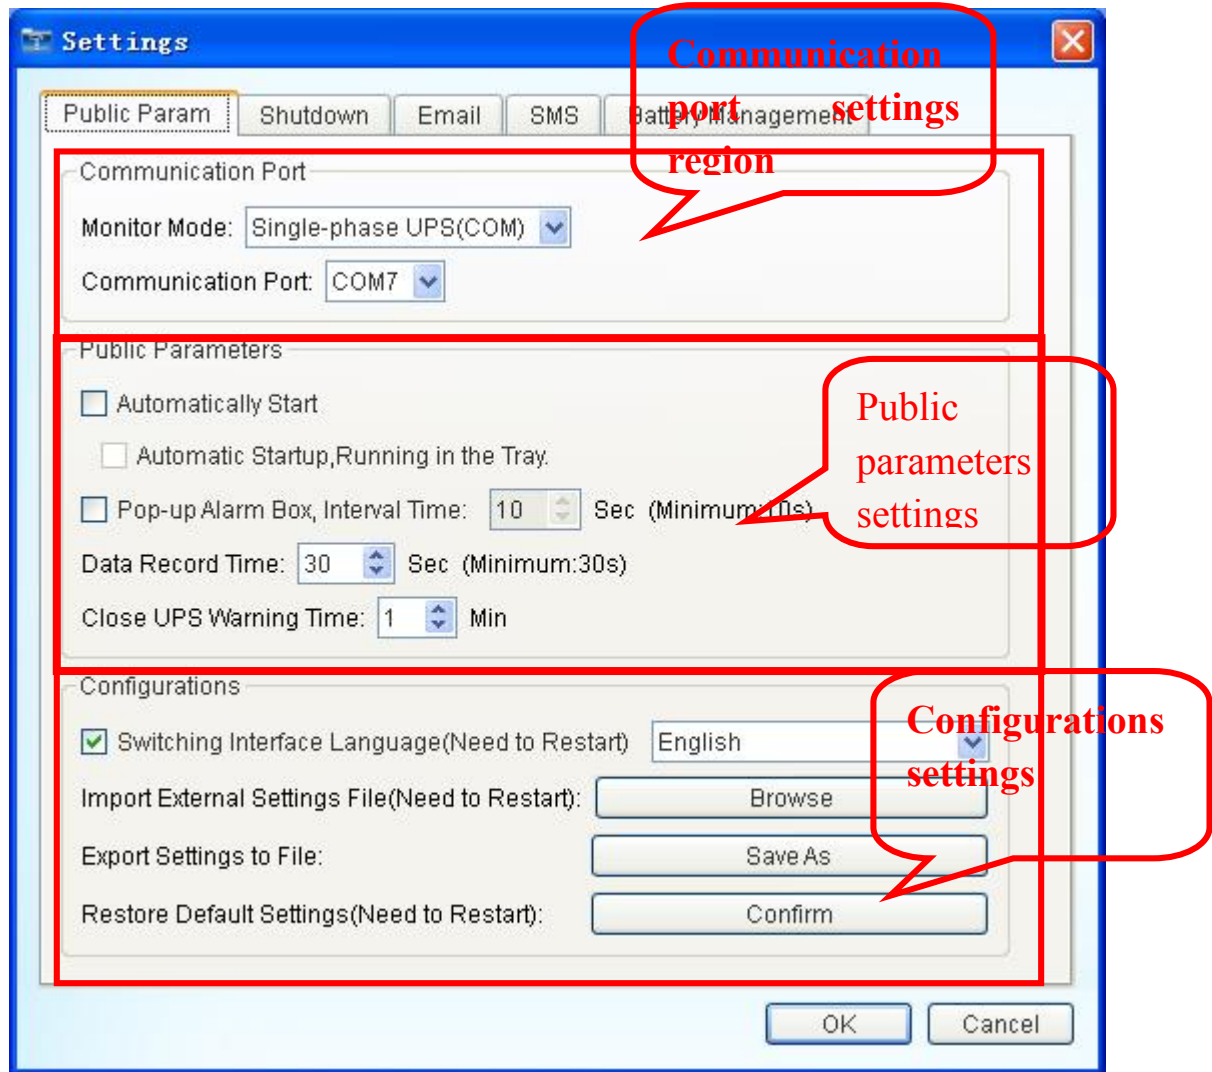 Settings
Communication
port settings
region
Public Param Shutdown Email SMS Battery Management
Communication Port
Monitor Mode: Single-phase UPS(COM)
Communication Port: COM7
Public Parameters
Automatically Start
Automatic Startup,Running in the Tray.
Pop-up Alarm Box, Interval Time: 10 Sec (Minimum:10s)
Data Record Time: 30 Sec (Minimum:30s)
Close UPS Warning Time: 1 Min
Public
parameters
settings
Configurations
Switching Interface Language(Need to Restart) English
Import External Settings File(Need to Restart): Browse
Export Settings to File: Save As
Restore Default Settings(Need to Restart): Confirm
Configurations
settings
OK Cancel